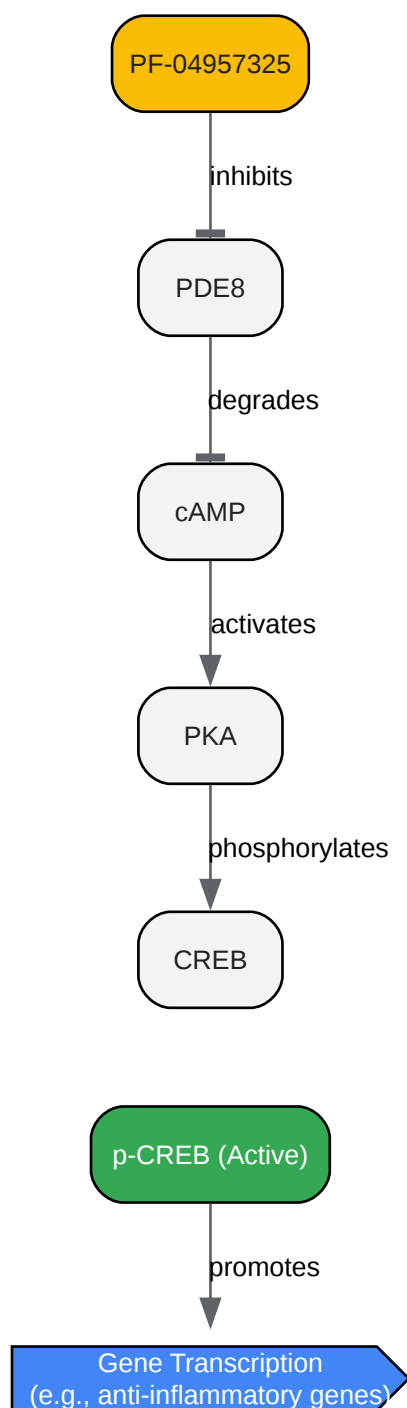 PF-04957325
inhibits
PDE8
degrades
cAMP
activates
PKA
phosphorylates
CREB
p-CREB (Active)
promotes
Gene Transcription
(e.g., anti-inflammatory genes)